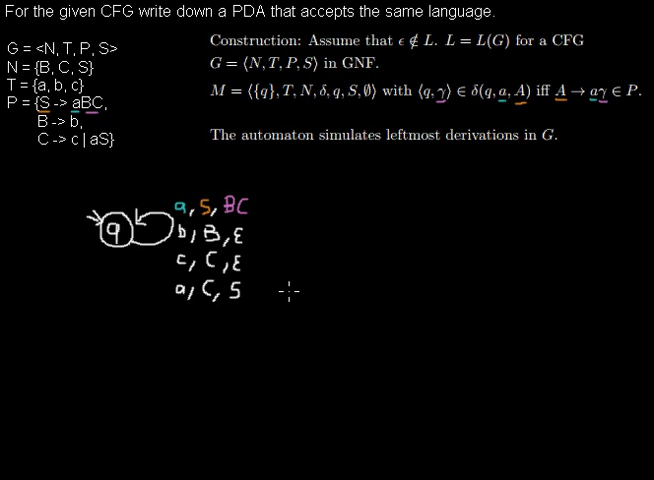 For the given CFG write down a PDA that accepts the same language.
G = <N, T, P, S>
N = {B, C, S}
T = {a, b, c}
P = {S -> aBC,
B -> b,
C -> c | aS}
Construction: Assume that ϵ ∉ L. L = L(G) for a CFG
G = ⟨N, T, P, S⟩ in GNF.
M = ⟨{q}, T, N, δ, q, S, ∅⟩ with ⟨q, γ⟩ ∈ δ(q, a, A) iff A → aγ ∈ P.
The automaton simulates leftmost derivations in G.
q
a, S, BC
b, B, ε
c, C, ε
a, C, S